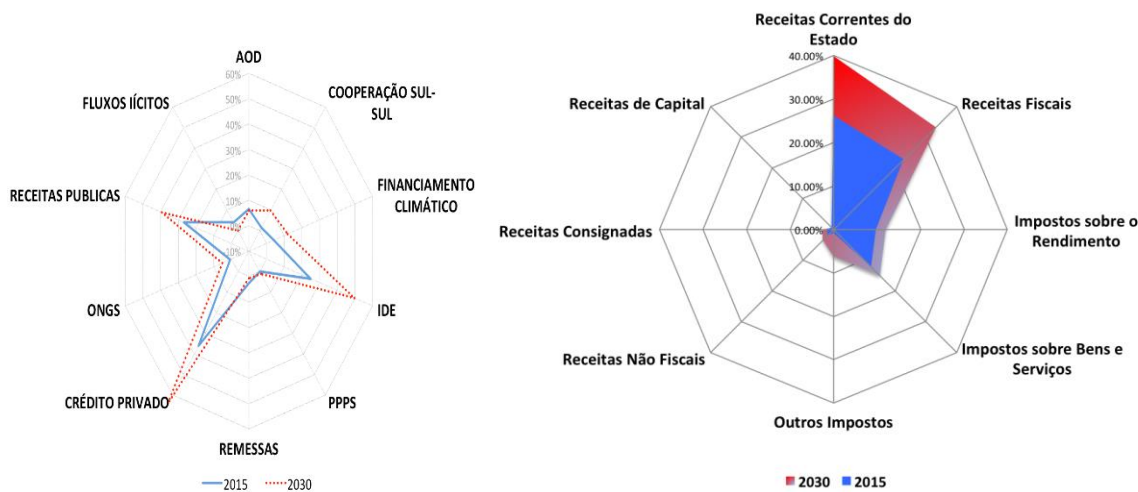 AOD
60%
50%
40%
30%
20%
10%
0%
-10%
COOPERAÇÃO SUL-
SUL
FINANCIAMENTO
CLIMÁTICO
IDE
PPPS
REMESSAS
CRÉDITO PRIVADO
ONGS
RECEITAS PUBLICAS
FLUXOS IÍCITOS
2015
2030
Receitas Correntes do
Estado
40.00%
30.00%
20.00%
10.00%
0.00%
Receitas Fiscais
Impostos sobre o
Rendimento
Impostos sobre Bens e
Serviços
Outros Impostos
Receitas Não Fiscais
Receitas Consignadas
Receitas de Capital
2030
2015